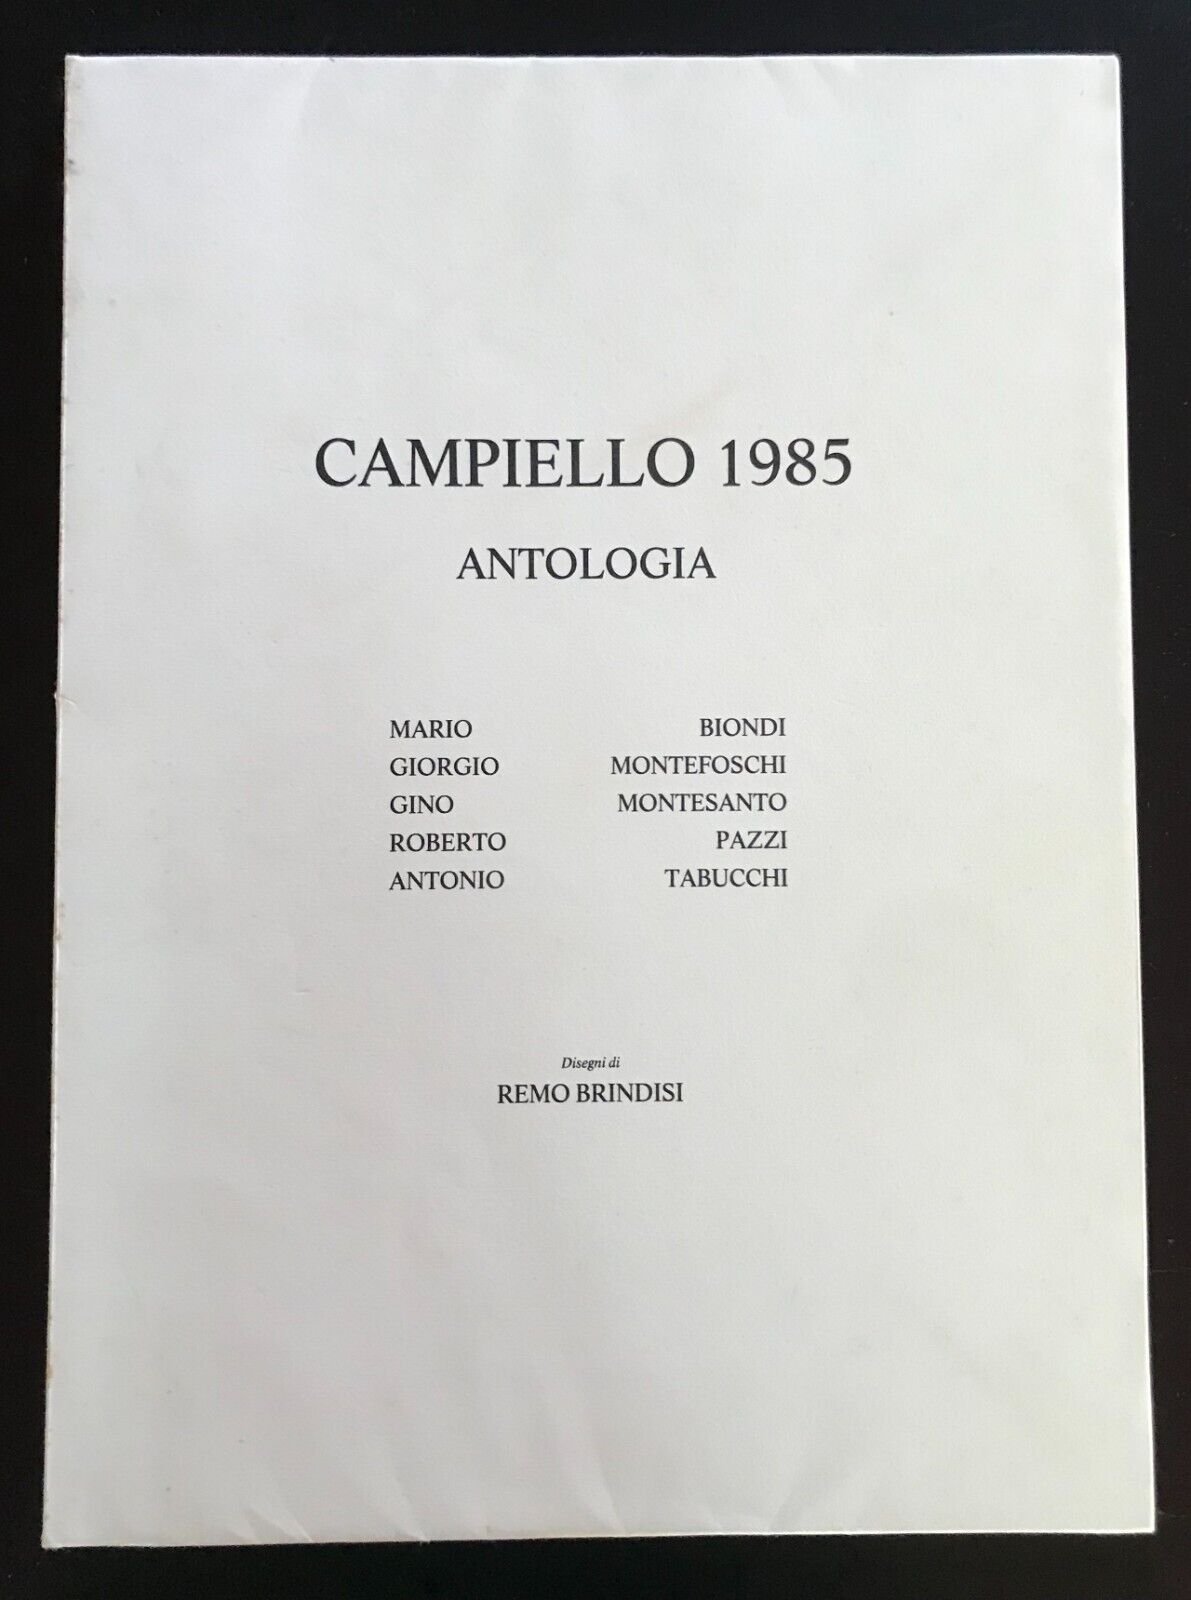 CAMPIELLO 1985
ANTOLOGIA
MARIO BIONDI
GIORGIO MONTEFOSCHI
GINO MONTESANTO
ROBERTO PAZZI
ANTONIO TABUCCHI
Disegni di
REMO BRINDISI